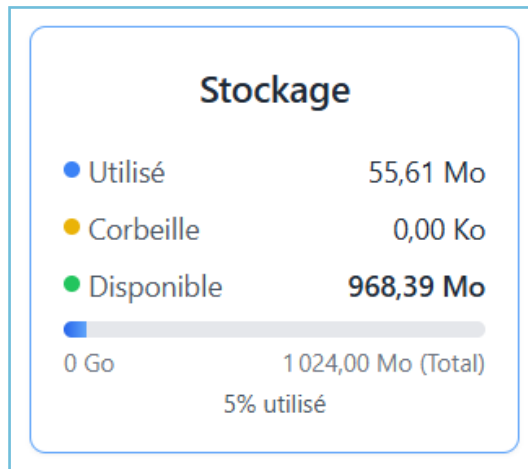 Stockage
Utilisé 55,61 Mo
Corbeille 0,00 Ko
Disponible 968,39 Mo
0 Go 1 024,00 Mo (Total)
5% utilisé